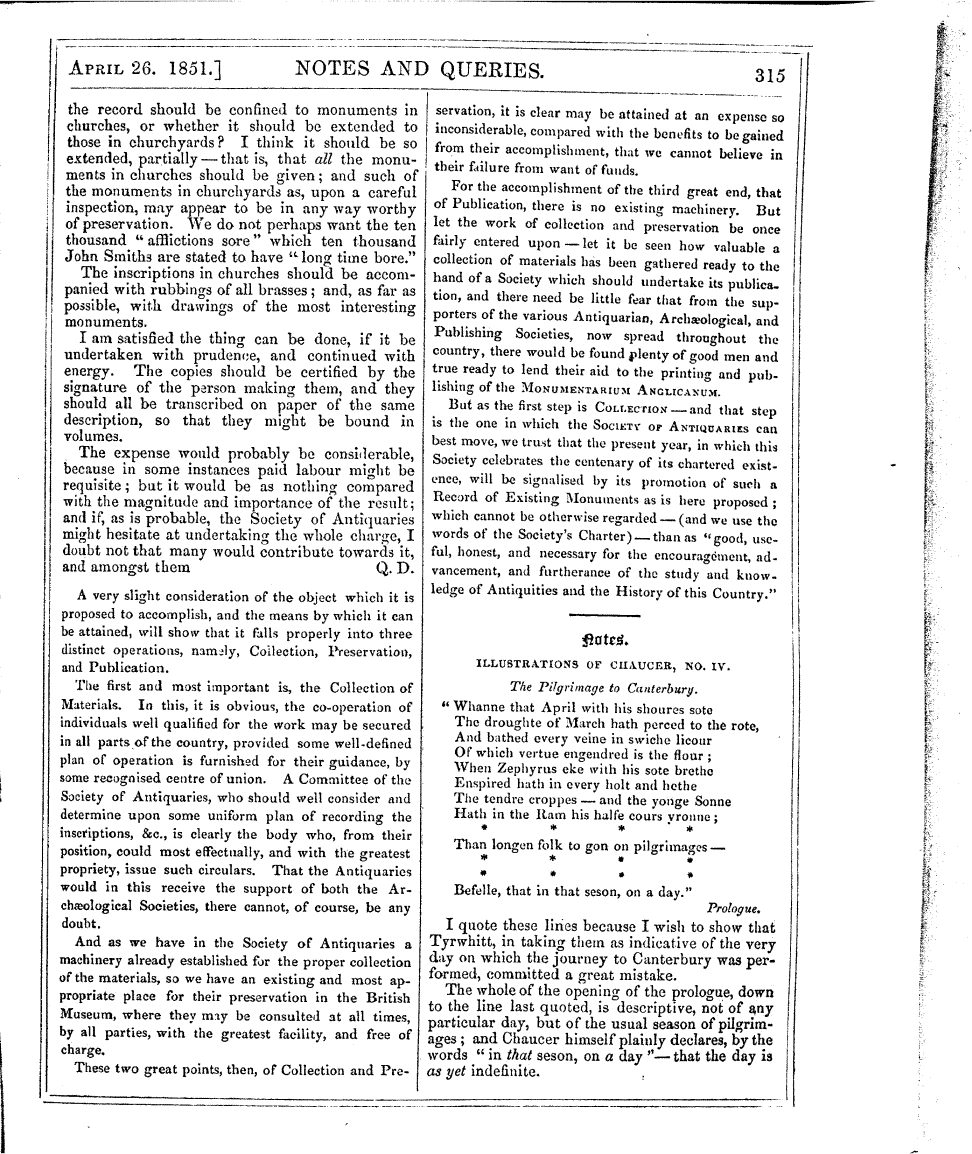 APRIL 26. 1851.] NOTES AND QUERIES. 315
the record should be confined to monuments in
churches, or whether it should be extended to
those in churchyards? I think it should be so
extended, partially—that is, that all the monu-
ments in churches should be given; and such of
the monuments in churchyards as, upon a careful
inspection, may appear to be in any way worthy
of preservation. We do not perhaps want the ten
thousand “afflictions sore” which ten thousand
John Smiths are stated to have “long time bore.”
The inscriptions in churches should be accom-
panied with rubbings of all brasses; and, as far as
possible, with drawings of the most interesting
monuments.
I am satisfied the thing can be done, if it be
undertaken with prudence, and continued with
energy. The copies should be certified by the
signature of the person making them, and they
should all be transcribed on paper of the same
description, so that they might be bound in
volumes.
The expense would probably be considerable,
because in some instances paid labour might be
requisite; but it would be as nothing compared
with the magnitude and importance of the result;
and if, as is probable, the Society of Antiquaries
might hesitate at undertaking the whole charge, I
doubt not that many would contribute towards it,
and amongst them Q. D.
A very slight consideration of the object which it is
proposed to accomplish, and the means by which it can
be attained, will show that it falls properly into three
distinct operations, namely, Collection, Preservation,
and Publication.
The first and most important is, the Collection of
Materials. In this, it is obvious, the co-operation of
individuals well qualified for the work may be secured
in all parts of the country, provided some well-defined
plan of operation is furnished for their guidance, by
some recognised centre of union. A Committee of the
Society of Antiquaries, who should well consider and
determine upon some uniform plan of recording the
inscriptions, &c., is clearly the body who, from their
position, could most effectually, and with the greatest
propriety, issue such circulars. That the Antiquaries
would in this receive the support of both the Ar-
chæological Societies, there cannot, of course, be any
doubt.
And as we have in the Society of Antiquaries a
machinery already established for the proper collection
of the materials, so we have an existing and most ap-
propriate place for their preservation in the British
Museum, where they may be consulted at all times,
by all parties, with the greatest facility, and free of
charge.
These two great points, then, of Collection and Pre-
servation, it is clear may be attained at an expense so
inconsiderable, compared with the benefits to be gained
from their accomplishment, that we cannot believe in
their failure from want of funds.
For the accomplishment of the third great end, that
of Publication, there is no existing machinery. But
let the work of collection and preservation be once
fairly entered upon—let it be seen how valuable a
collection of materials has been gathered ready to the
hand of a Society which should undertake its publica-
tion, and there need be little fear that from the sup-
porters of the various Antiquarian, Archæological, and
Publishing Societies, now spread throughout the
country, there would be found plenty of good men and
true ready to lend their aid to the printing and pub-
lishing of the MONUMENTARIUM ANGLICANUM.
But as the first step is COLLECTION—and that step
is the one in which the SOCIETY OF ANTIQUARIES can
best move, we trust that the present year, in which this
Society celebrates the centenary of its chartered exist-
ence, will be signalised by its promotion of such a
Record of Existing Monuments as is here proposed;
which cannot be otherwise regarded—(and we use the
words of the Society's Charter)—than as “good, use-
ful, honest, and necessary for the encouragement, ad-
vancement, and furtherance of the study and know-
ledge of Antiquities and the History of this Country.”
Notes.
ILLUSTRATIONS OF CHAUCER, NO. IV.
The Pilgrimage to Canterbury.
“Whanne that April with his shoures sote
The droughte of March hath perced to the rote,
And bathed every veine in swiche licour
Of which vertue engendred is the flour;
When Zephyrus eke with his sote brethe
Enspired hath in every holt and hethe
The tendre croppes—and the yonge Sonne
Hath in the Ram his halfe cours yronne;
* * * *
Than longen folk to gon on pilgrimages—
* * * *
* * * *
Befelle, that in that seson, on a day.”
Prologue.
I quote these lines because I wish to show that
Tyrwhitt, in taking them as indicative of the very
day on which the journey to Canterbury was per-
formed, committed a great mistake.
The whole of the opening of the prologue, down
to the line last quoted, is descriptive, not of any
particular day, but of the usual season of pilgrim-
ages; and Chaucer himself plainly declares, by the
words “in that seson, on a day”—that the day is
as yet indefinite.